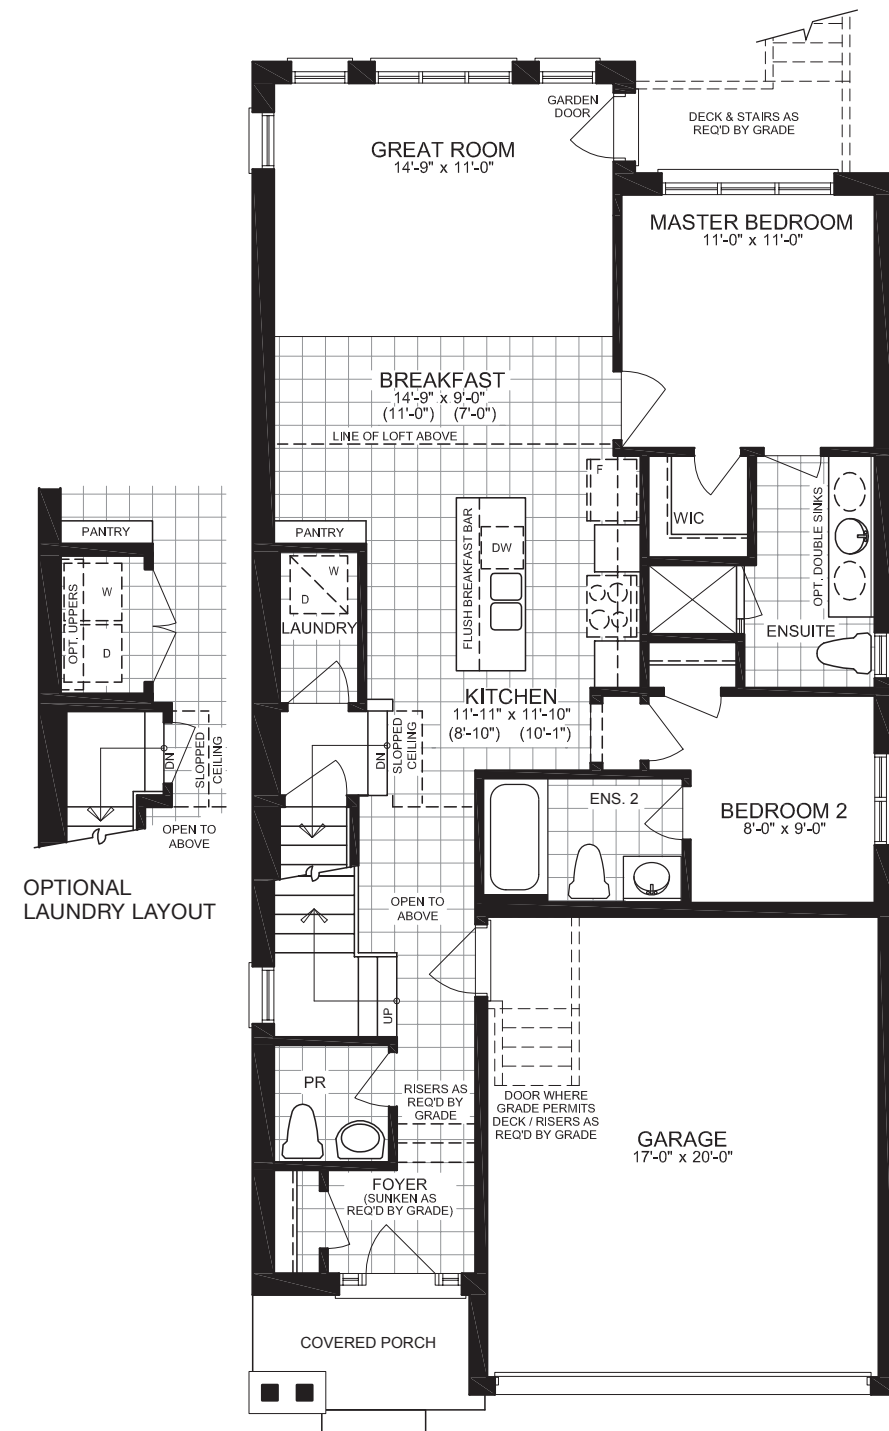 GARDEN
DOOR
DECK & STAIRS AS
REQ'D BY GRADE
GREAT ROOM
14'-9" x 11'-0"
MASTER BEDROOM
11'-0" x 11'-0"
BREAKFAST
14'-9" x 9'-0"
(11'-0") (7'-0")
LINE OF LOFT ABOVE
F
WIC
OPT. DOUBLE SINKS
ENSUITE
PANTRY
FLUSH BREAKFAST BAR
DW
W
D
LAUNDRY
KITCHEN
11'-11" x 11'-10"
(8'-10") (10'-1")
DN
SLOPPED
CEILING
PANTRY
OPT. UPPERS
W
D
DN
SLOPPED
CEILING
OPEN TO
ABOVE
OPTIONAL
LAUNDRY LAYOUT
ENS. 2
BEDROOM 2
8'-0" x 9'-0"
OPEN TO
ABOVE
UP
PR
RISERS AS
REQ'D BY
GRADE
DOOR WHERE
GRADE PERMITS
DECK / RISERS AS
REQ'D BY GRADE
GARAGE
17'-0" x 20'-0"
FOYER
(SUNKEN AS
REQ'D BY GRADE)
COVERED PORCH